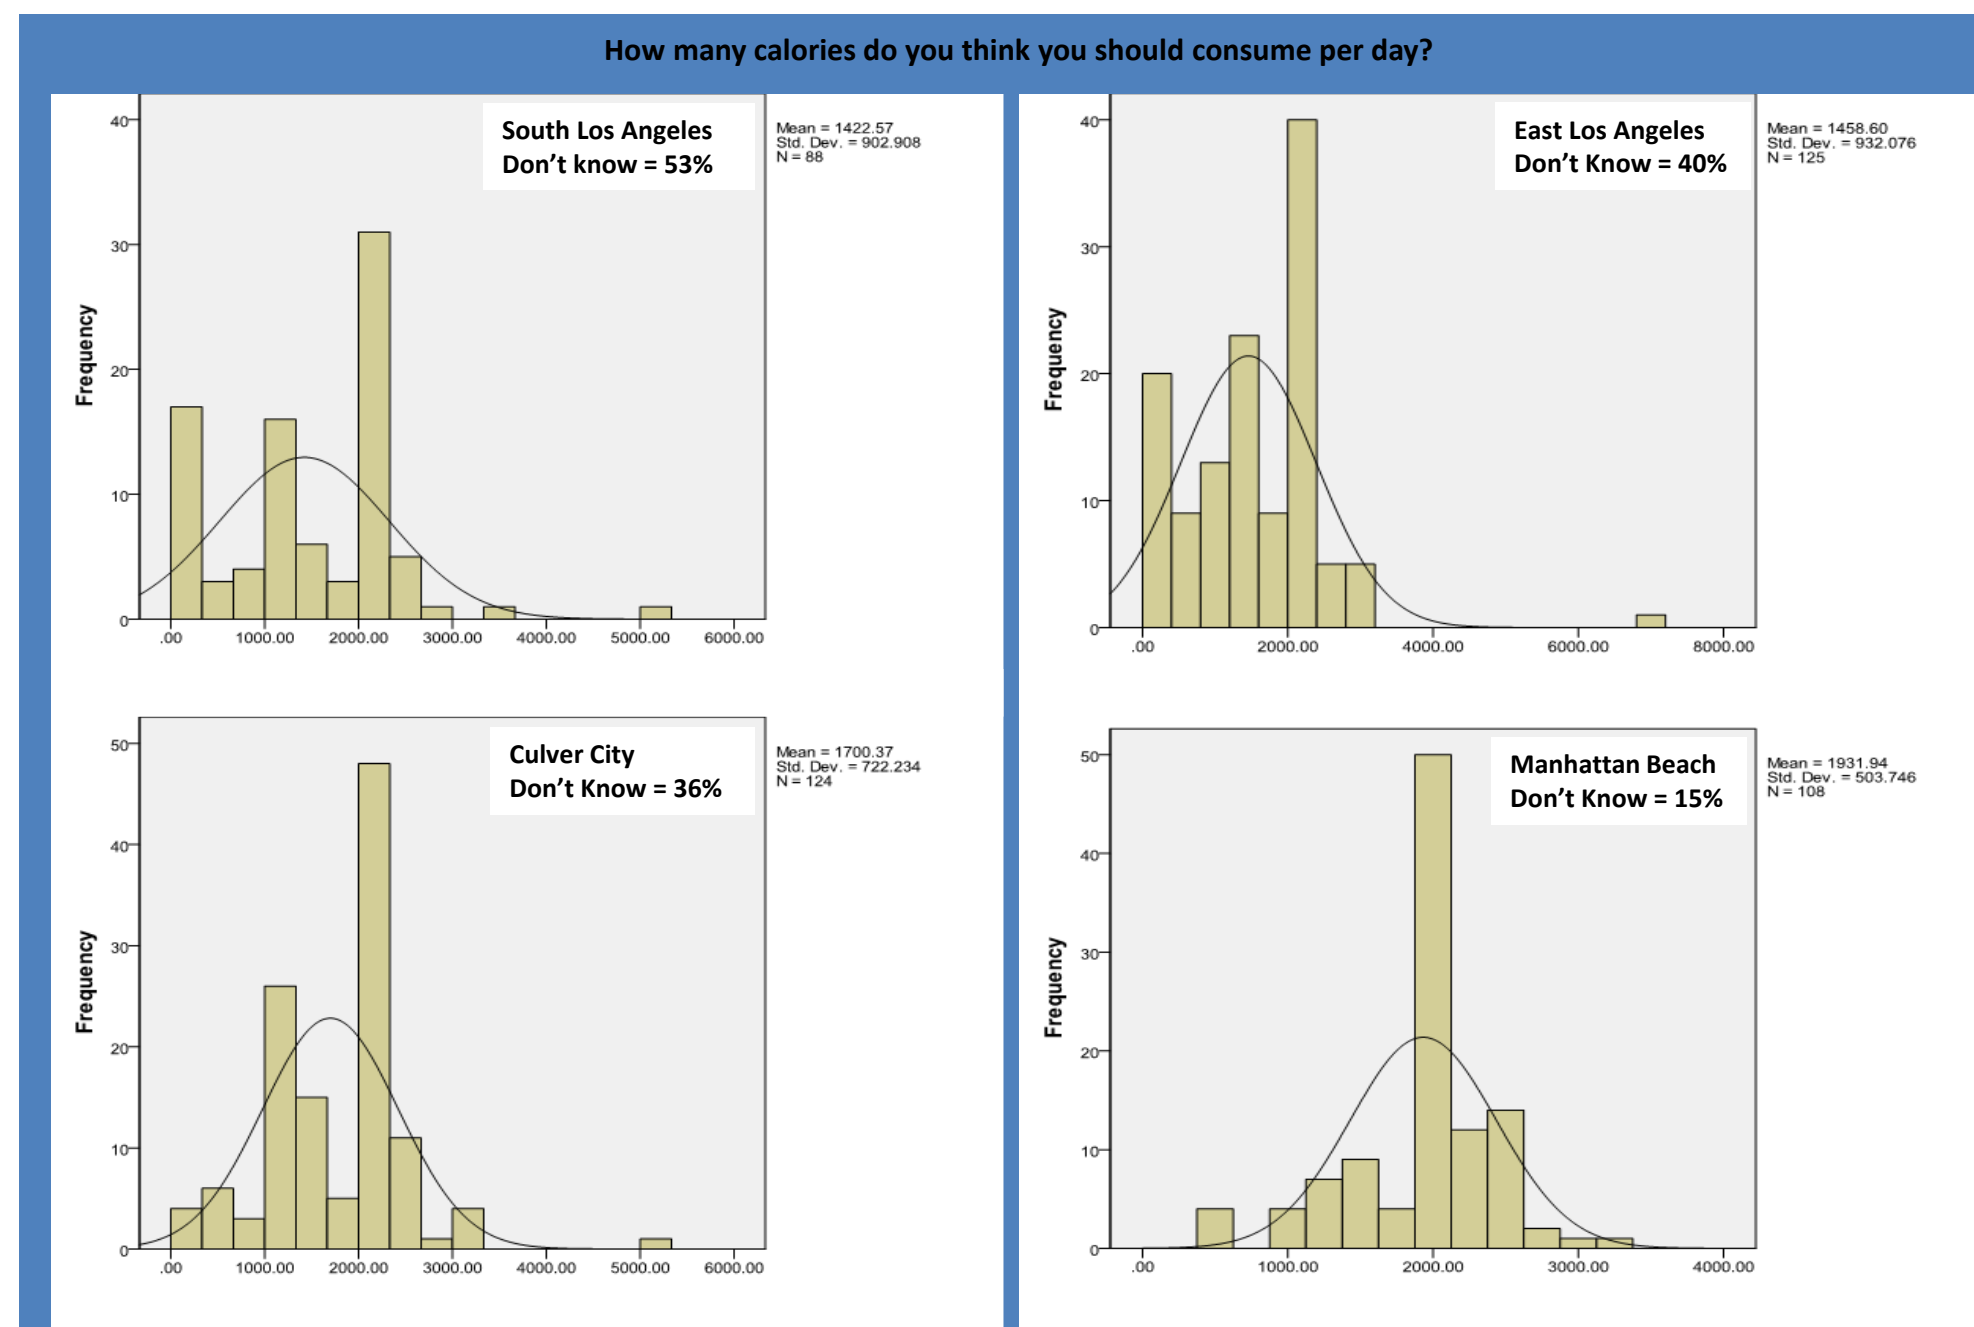 How many calories do you think you should consume per day?
South Los Angeles
Don't know = 53%
Mean = 1422.57
Std. Dev. = 902.908
N = 88
Frequency
40
30
20
10
0
.00 1000.00 2000.00 3000.00 4000.00 5000.00 6000.00
East Los Angeles
Don't Know = 40%
Mean = 1458.60
Std. Dev. = 932.076
N = 125
Frequency
40
30
20
10
0
.00 2000.00 4000.00 6000.00 8000.00
Culver City
Don't Know = 36%
Mean = 1700.37
Std. Dev. = 722.234
N = 124
Frequency
50
40
30
20
10
0
.00 1000.00 2000.00 3000.00 4000.00 5000.00 6000.00
Manhattan Beach
Don't Know = 15%
Mean = 1931.94
Std. Dev. = 503.746
N = 108
Frequency
50
40
30
20
10
0
.00 1000.00 2000.00 3000.00 4000.00